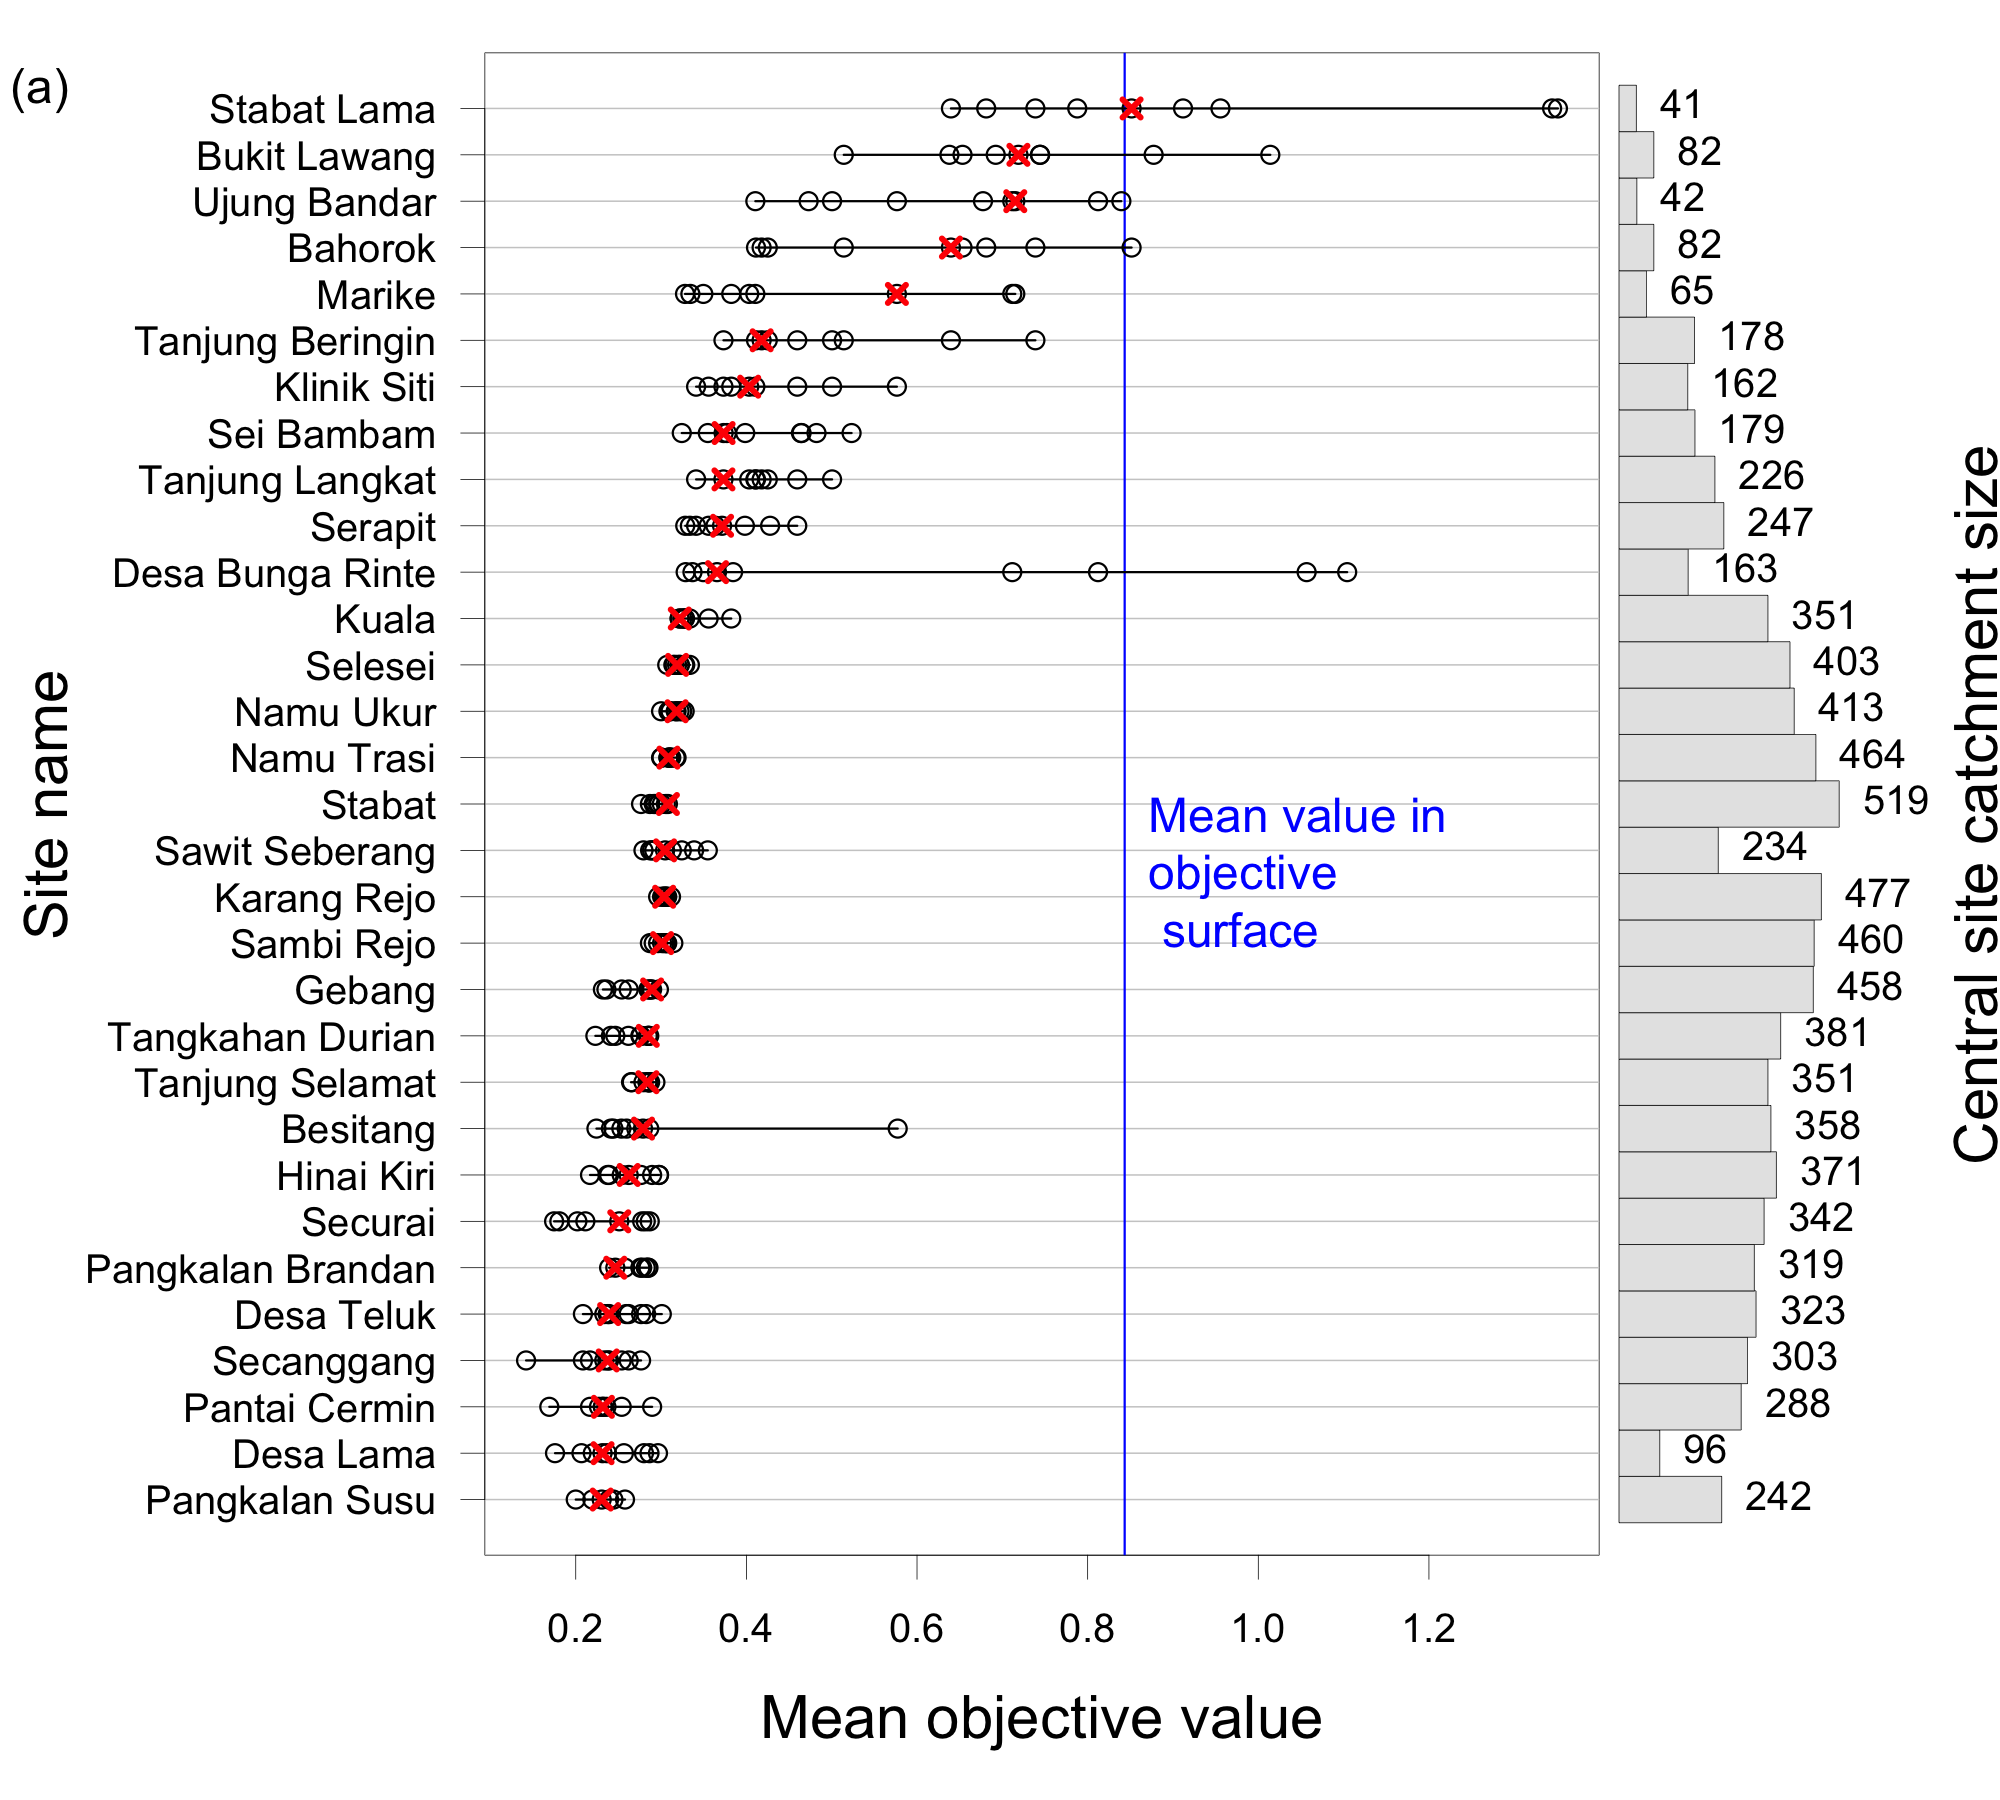 (a)
Stabat Lama 41
Bukit Lawang 82
Ujung Bandar 42
Bahorok 82
Marike 65
Tanjung Beringin 178
Klinik Siti 162
Sei Bambam 179
Tanjung Langkat 226
Serapit 247
Desa Bunga Rinte 163
Kuala 351
Selesei 403
Namu Ukur 413
Namu Trasi 464
Stabat 519
Sawit Seberang 234
Karang Rejo 477
Sambi Rejo 460
Gebang 458
Tangkahan Durian 381
Tanjung Selamat 351
Besitang 358
Hinai Kiri 371
Securai 342
Pangkalan Brandan 319
Desa Teluk 323
Secanggang 303
Pantai Cermin 288
Desa Lama 96
Pangkalan Susu 242
Site name
Mean value in
objective
surface
Central site catchment size
0.2 0.4 0.6 0.8 1.0 1.2
Mean objective value